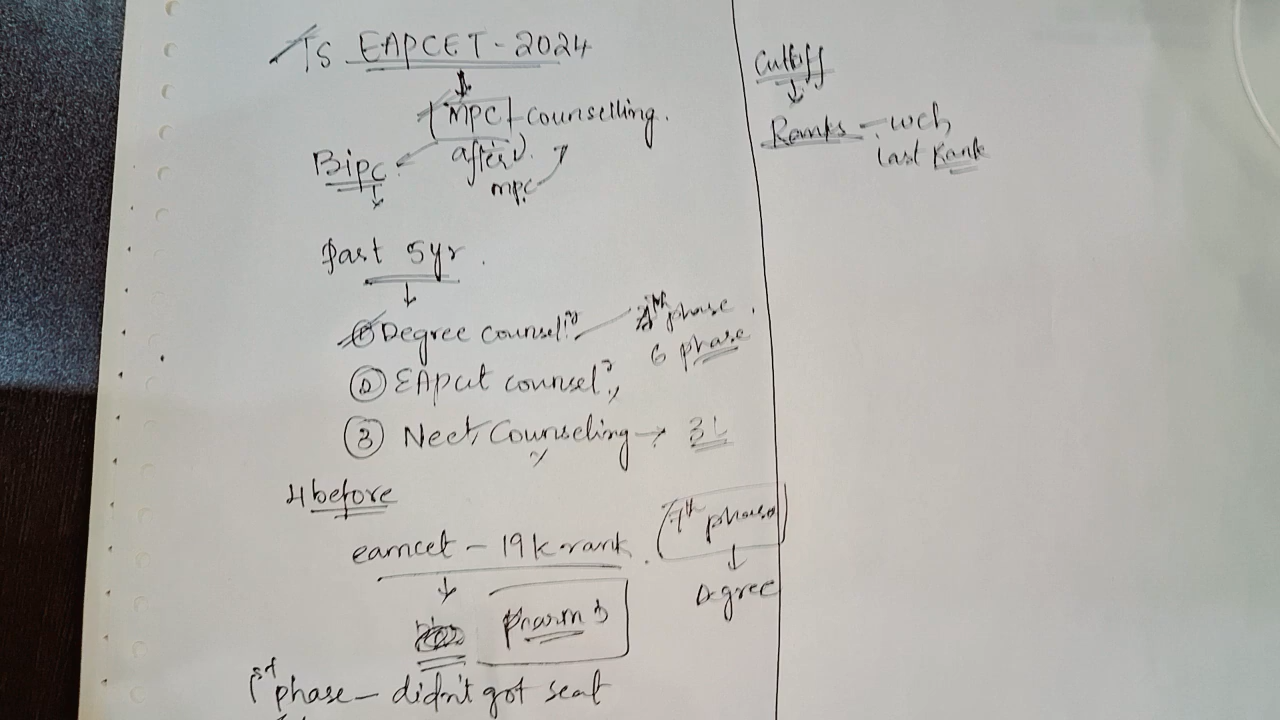 TS EAPCET - 2024
MPC - counselling.
after
mpc
Bipc
Past 5yr.
① Degree counsel
4th phase.
6 phase
② EAPCET counsel
③ Neet, Counseling → 3L
4 before
eamcet - 19k rank.
7th phase
Degree
Pharm
1st phase - didn't got seat
Cuttoff
Ranks - wch
last Rank